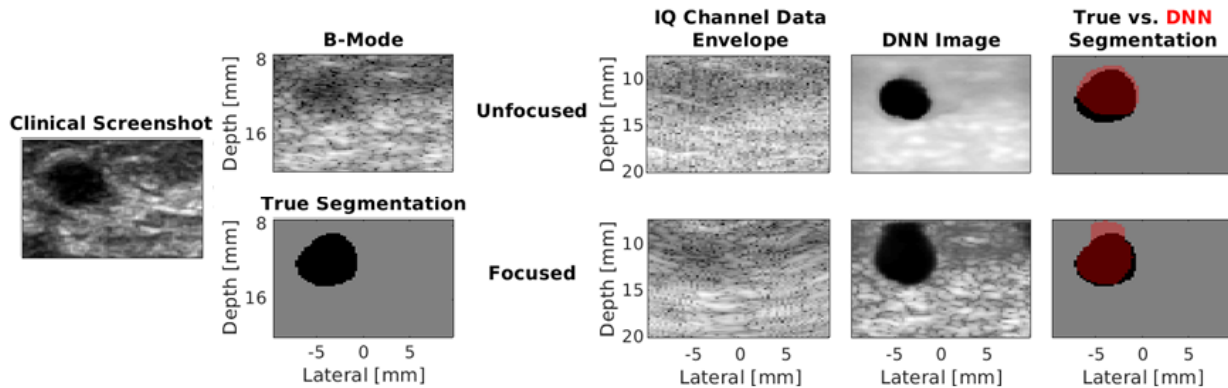 Clinical Screenshot
B-Mode
8
16
Depth [mm]
True Segmentation
8
16
Depth [mm]
-5 0 5
Lateral [mm]
IQ Channel Data
Envelope
DNN Image
True vs. DNN
Segmentation
Unfocused
10
15
20
Depth [mm]
Focused
10
15
20
Depth [mm]
-5 0 5
Lateral [mm]
-5 0 5
Lateral [mm]
-5 0 5
Lateral [mm]